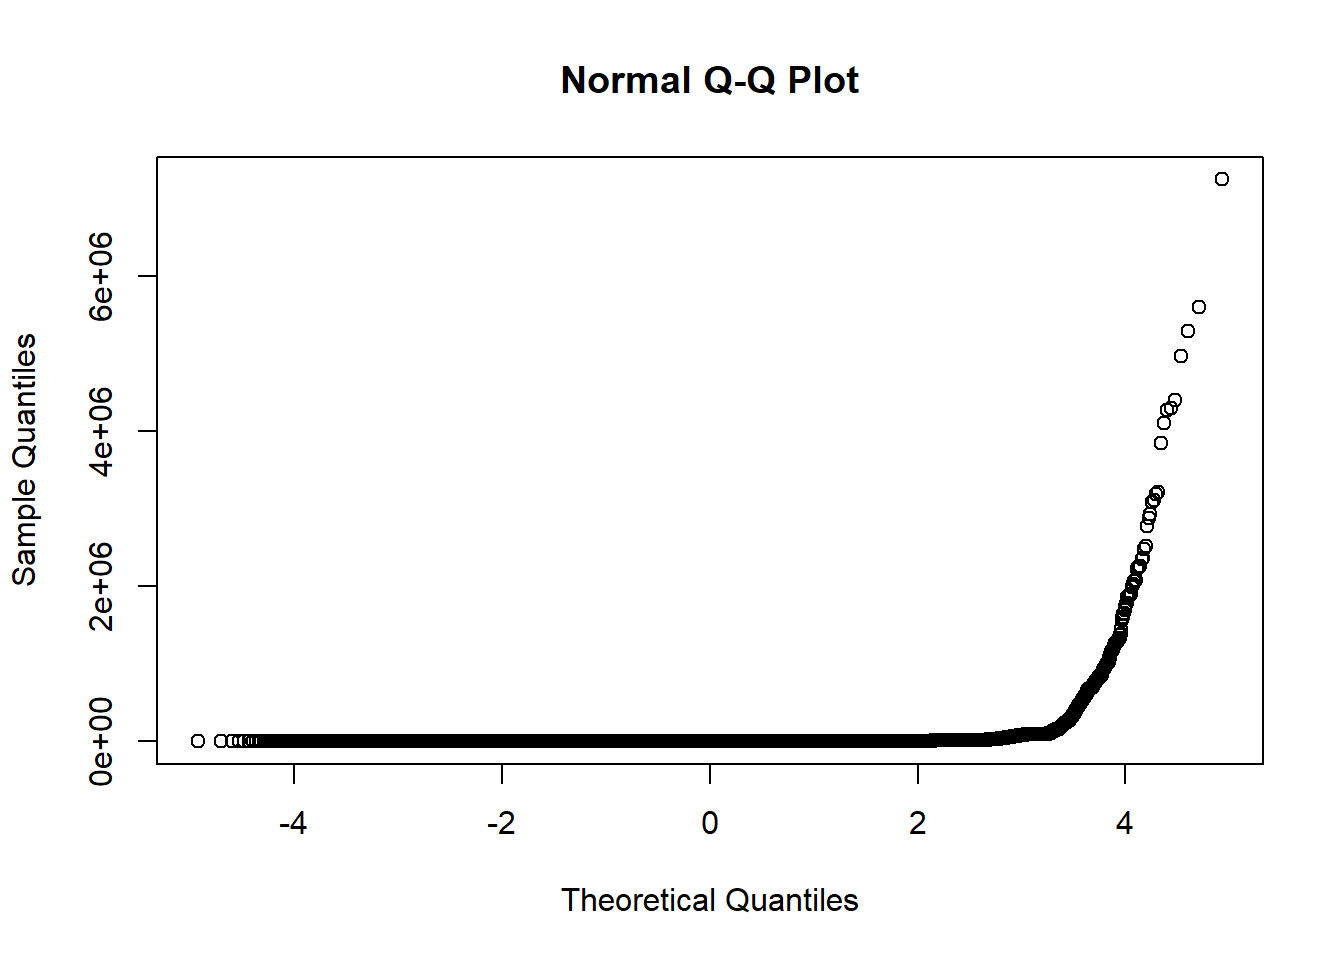 Normal Q-Q Plot
Sample Quantiles
6e+06
4e+06
2e+06
0e+00
-4 -2 0 2 4
Theoretical Quantiles